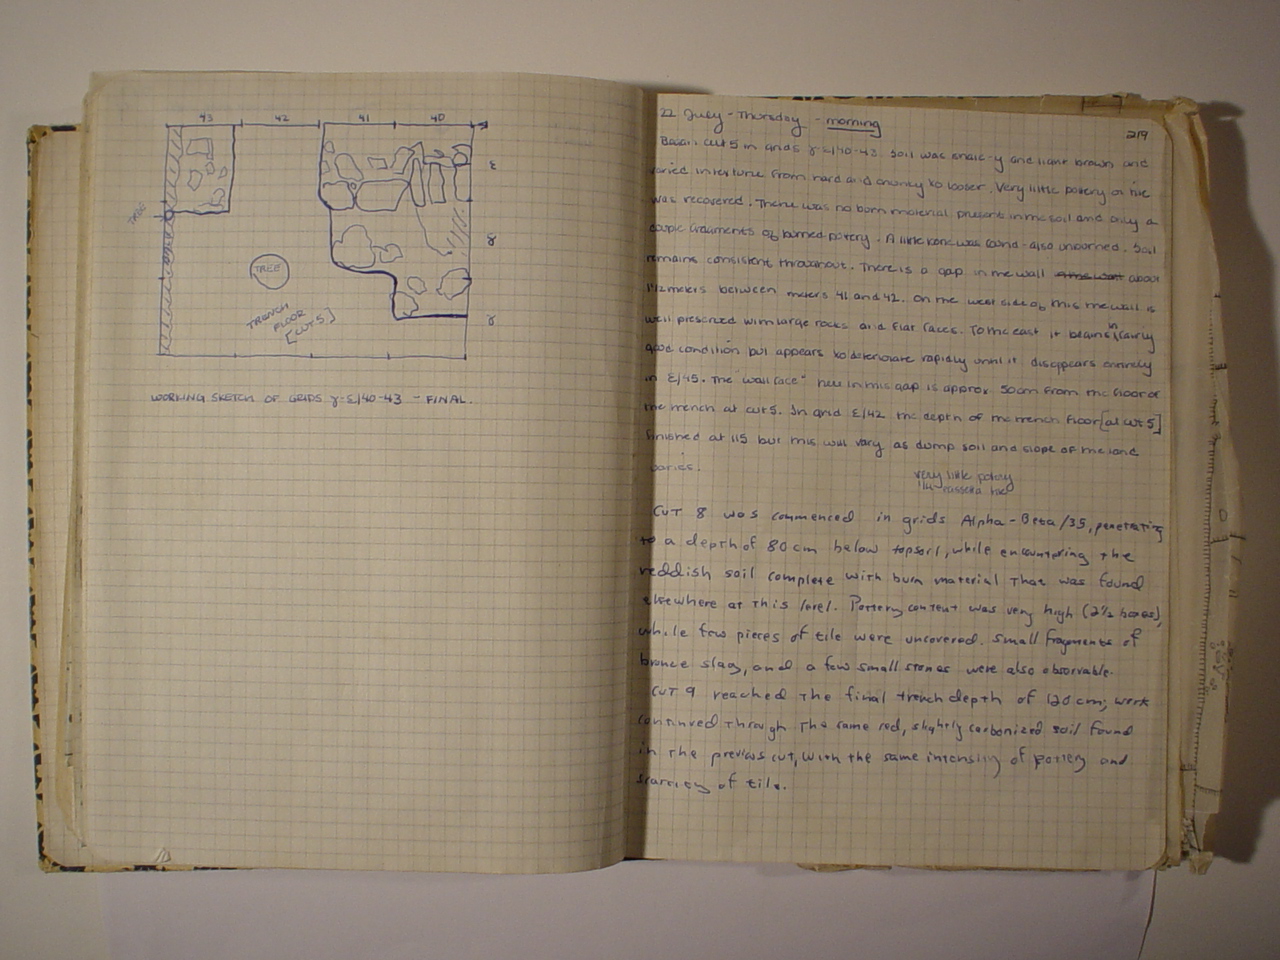 43 42 41 40
ε
TREE
δ
TREE
TRENCH
FLOOR
[CUT 5]
γ
WORKING SKETCH OF GRIDS γ-ε/40-43 - FINAL.
219
22 July - Thursday - morning
Began cut 5 in grids γ-ε/40-43. Soil was and light brown and
varied in texture from hard and chunky to looser. Very little pottery or tile
was recovered. There was no burn material present in the soil and only a
couple fragments of burned pottery. A little bone was found - also unburned. Soil
remains consistent throughout. There is a gap in the wall about
1 1/2 meters between meters 41 and 42. On the west side of this the wall is
well preserved with large rocks and flat faces. To the east it begins in fairly
good condition but appears to deteriorate rapidly until it disappears entirely
in ε/45. The "wall face" here in this gap is approx 50cm from the floor of
the trench at cut 5. In grid ε/42 the depth of the trench floor [at cut 5]
finished at 115 but this will vary as dump soil and slope of the land
varies.
very little pottery
1/4 cassetta tile
CUT 8 was commenced in grids Alpha-Beta/35, penetrating
to a depth of 80 cm below topsoil, while encountering the
reddish soil complete with burn material that was found
elsewhere at this level. Pottery content was very high (2 1/2 boxes),
while few pieces of tile were uncovered. Small fragments of
bronze slag, and a few small stones were also observable.
CUT 9 reached the final trench depth of 120 cm; work
continued through the same red, slightly carbonized soil found
in the previous cut, with the same intensity of pottery and
scarcity of tile.